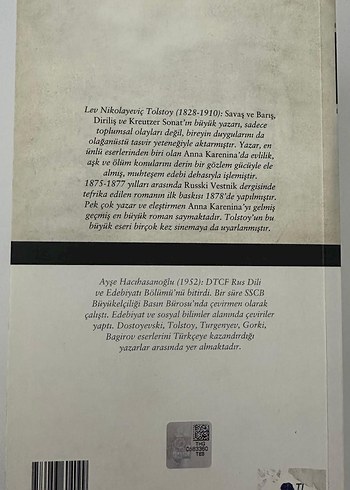 Lev Nikolayeviç Tolstoy (1828-1910): Savaş ve Barış,
Diriliş ve Kreutzer Sonat'ın büyük yazarı, sadece
toplumsal olayları değil, bireyin duygularını da
olağanüstü tasvir yeteneğiyle aktarmıştır. Yazar, en
ünlü eserlerinden biri olan Anna Karenina'da evlilik,
aşk ve ölüm konularını derin bir gözlem gücüyle ele
almış, muhteşem edebi dehasıyla işlemiştir.
1875-1877 yılları arasında Russki Vestnik dergisinde
tefrika edilen romanın ilk baskısı 1878'de yapılmıştır.
Pek çok yazar ve eleştirmen Anna Karenina'yı gelmiş
geçmiş en büyük roman saymaktadır. Tolstoy'un bu
büyük eseri birçok kez sinemaya da uyarlanmıştır.
Ayşe Hacıhasanoğlu (1952): DTCF Rus Dili
ve Edebiyatı Bölümü'nü bitirdi. Bir süre SSCB
Büyükelçiliği Basın Bürosu'nda çevirmen olarak
çalıştı. Edebiyat ve sosyal bilimler alanında çeviriler
yaptı. Dostoyevski, Tolstoy, Turgenyev, Gorki,
Bagirov eserlerini Türkçeye kazandırdığı
yazarlar arasında yer almaktadır.